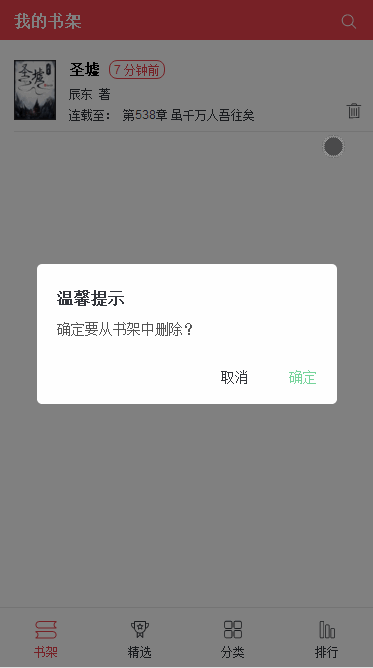 我的书架
圣墟 7 分钟前
辰东 著
连载至： 第538章 虽千万人吾往矣
温馨提示
确定要从书架中删除？
取消 确定
书架 精选 分类 排行